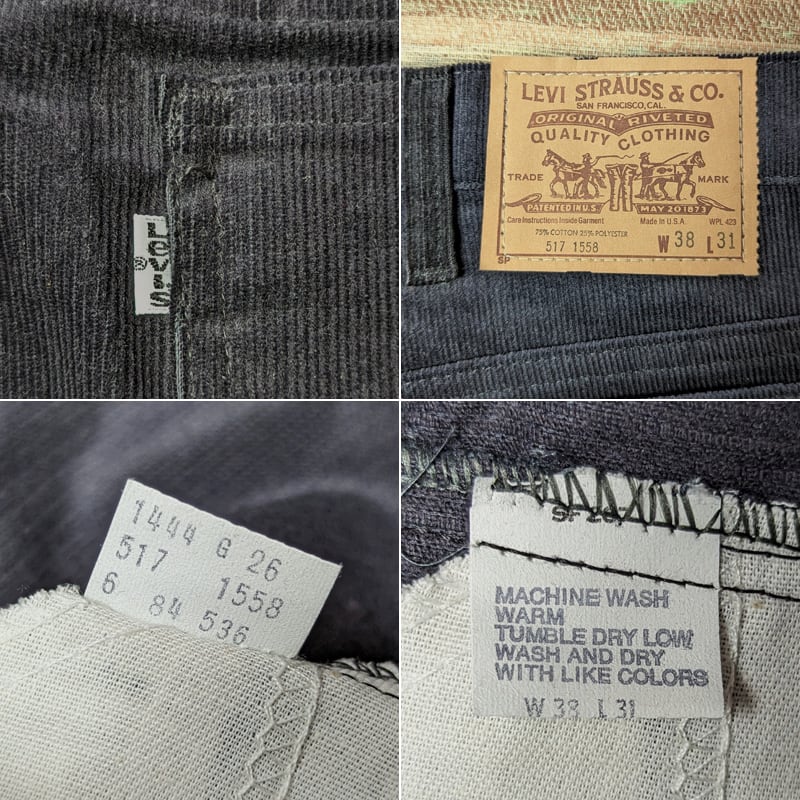 LEVI'S
®
LEVI STRAUSS & CO.
SAN FRANCISCO, CAL.
ORIGINAL RIVETED
QUALITY CLOTHING
TRADE MARK
PATENTED IN U.S. MAY 20 1873
Care Instructions Inside Garment Made in U.S.A. WPL 423
75% COTTON 25% POLYESTER
517 1558 W 38 L 31
SP
1444 G 26
517 1558
6 84 536
MACHINE WASH
WARM
TUMBLE DRY LOW
WASH AND DRY
WITH LIKE COLORS
W 38 L 31